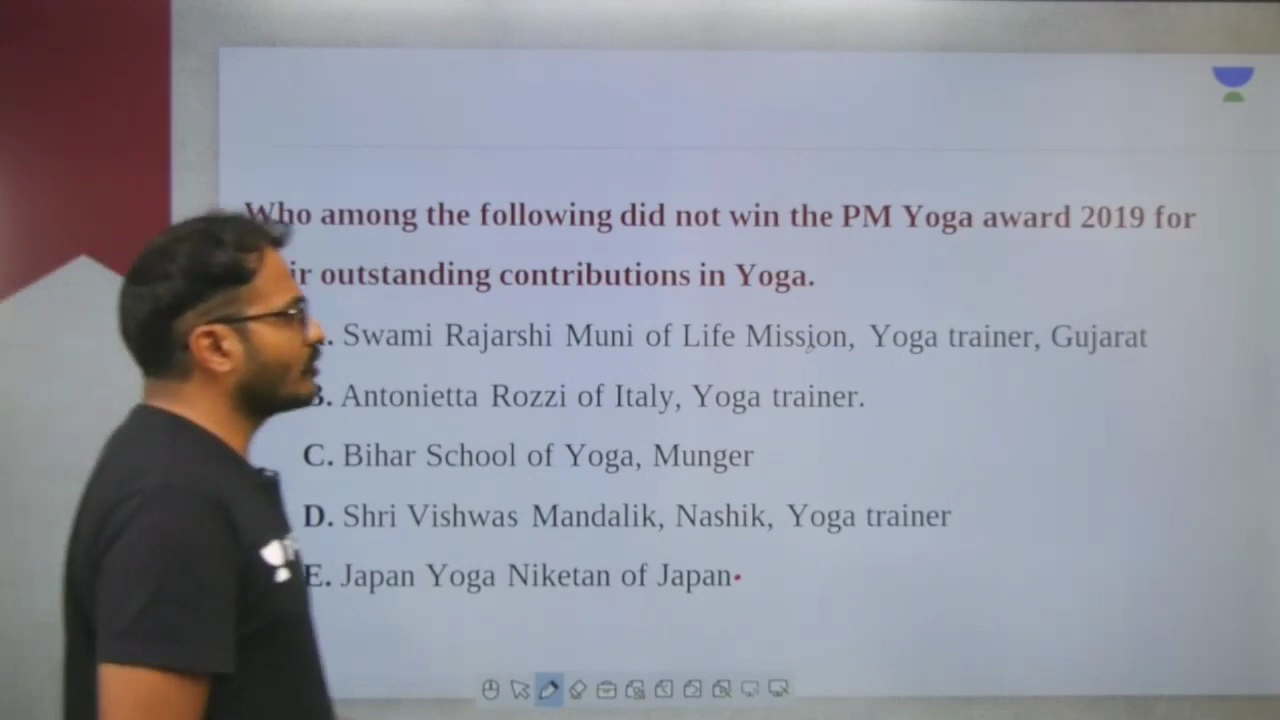 Who among the following did not win the PM Yoga award 2019 for
outstanding contributions in Yoga.
Swami Rajarshi Muni of Life Mission, Yoga trainer, Gujarat
B. Antonietta Rozzi of Italy, Yoga trainer.
C. Bihar School of Yoga, Munger
D. Shri Vishwas Mandalik, Nashik, Yoga trainer
E. Japan Yoga Niketan of Japan